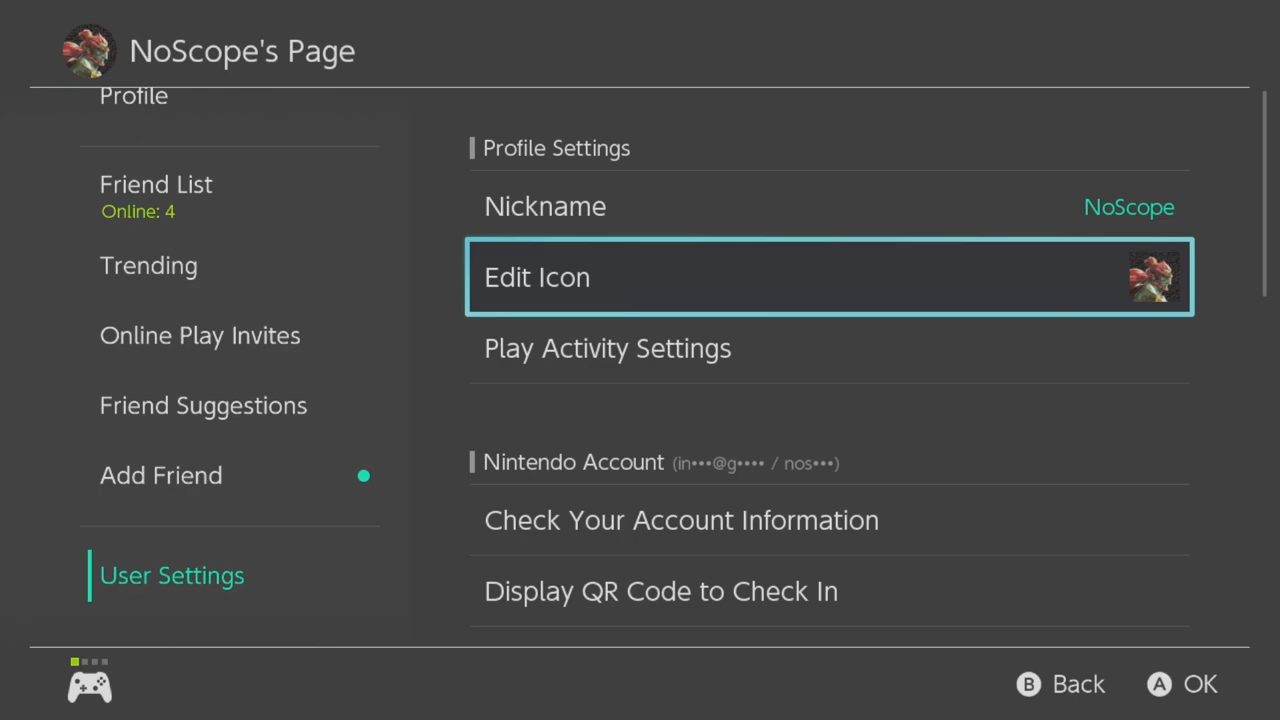 NoScope's Page
Profile
Friend List
Online: 4
Trending
Online Play Invites
Friend Suggestions
Add Friend
User Settings
Profile Settings
Nickname NoScope
Edit Icon
Play Activity Settings
Nintendo Account (in•••@g•••• / nos•••)
Check Your Account Information
Display QR Code to Check In
B Back A OK